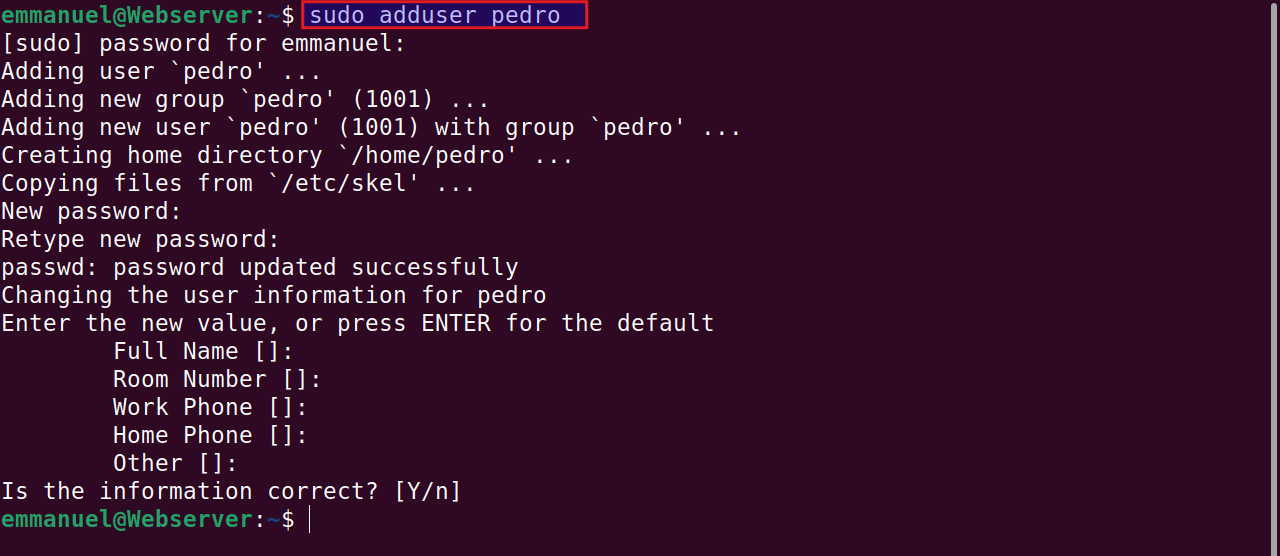 emmanuel@Webserver:~$ sudo adduser pedro
[sudo] password for emmanuel:
Adding user `pedro' ...
Adding new group `pedro' (1001) ...
Adding new user `pedro' (1001) with group `pedro' ...
Creating home directory `/home/pedro' ...
Copying files from `/etc/skel' ...
New password:
Retype new password:
passwd: password updated successfully
Changing the user information for pedro
Enter the new value, or press ENTER for the default
        Full Name []:
        Room Number []:
        Work Phone []:
        Home Phone []:
        Other []:
Is the information correct? [Y/n]
emmanuel@Webserver:~$